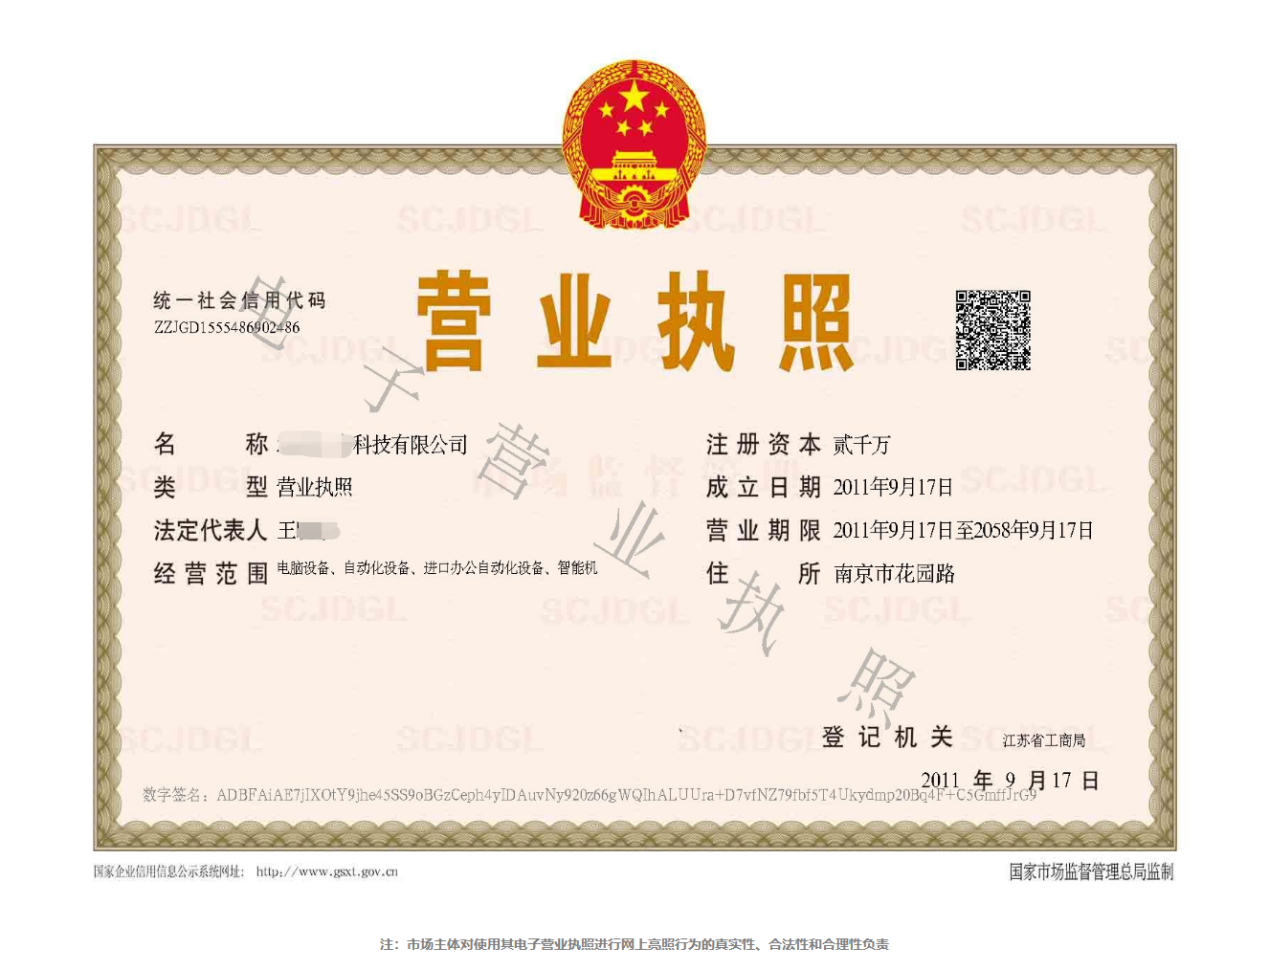 统一社会信用代码
ZZJGD1555486902486
营业执照
名称 科技有限公司
注册资本 贰千万
类型 营业执照
成立日期 2011年9月17日
法定代表人 王
营业期限 2011年9月17日至2058年9月17日
经营范围 电脑设备、自动化设备、进口办公自动化设备、智能机
住所 南京市花园路
电子营业执照
SCJDGL
市场监督管理
登记机关 江苏省工商局
2011 年 9 月 17 日
数字签名：ADBFAiAE7jIXOtY9jhe45SS9oBGzCeph4yIDAuvNy920z66gWQIhALUUra+D7vfNZ79fbf5T4Ukydmp20Bq4F+C5GmffJrG9
国家企业信用信息公示系统网址： http://www.gsxt.gov.cn
国家市场监督管理总局监制
注：市场主体对使用其电子营业执照进行网上亮照行为的真实性、合法性和合理性负责